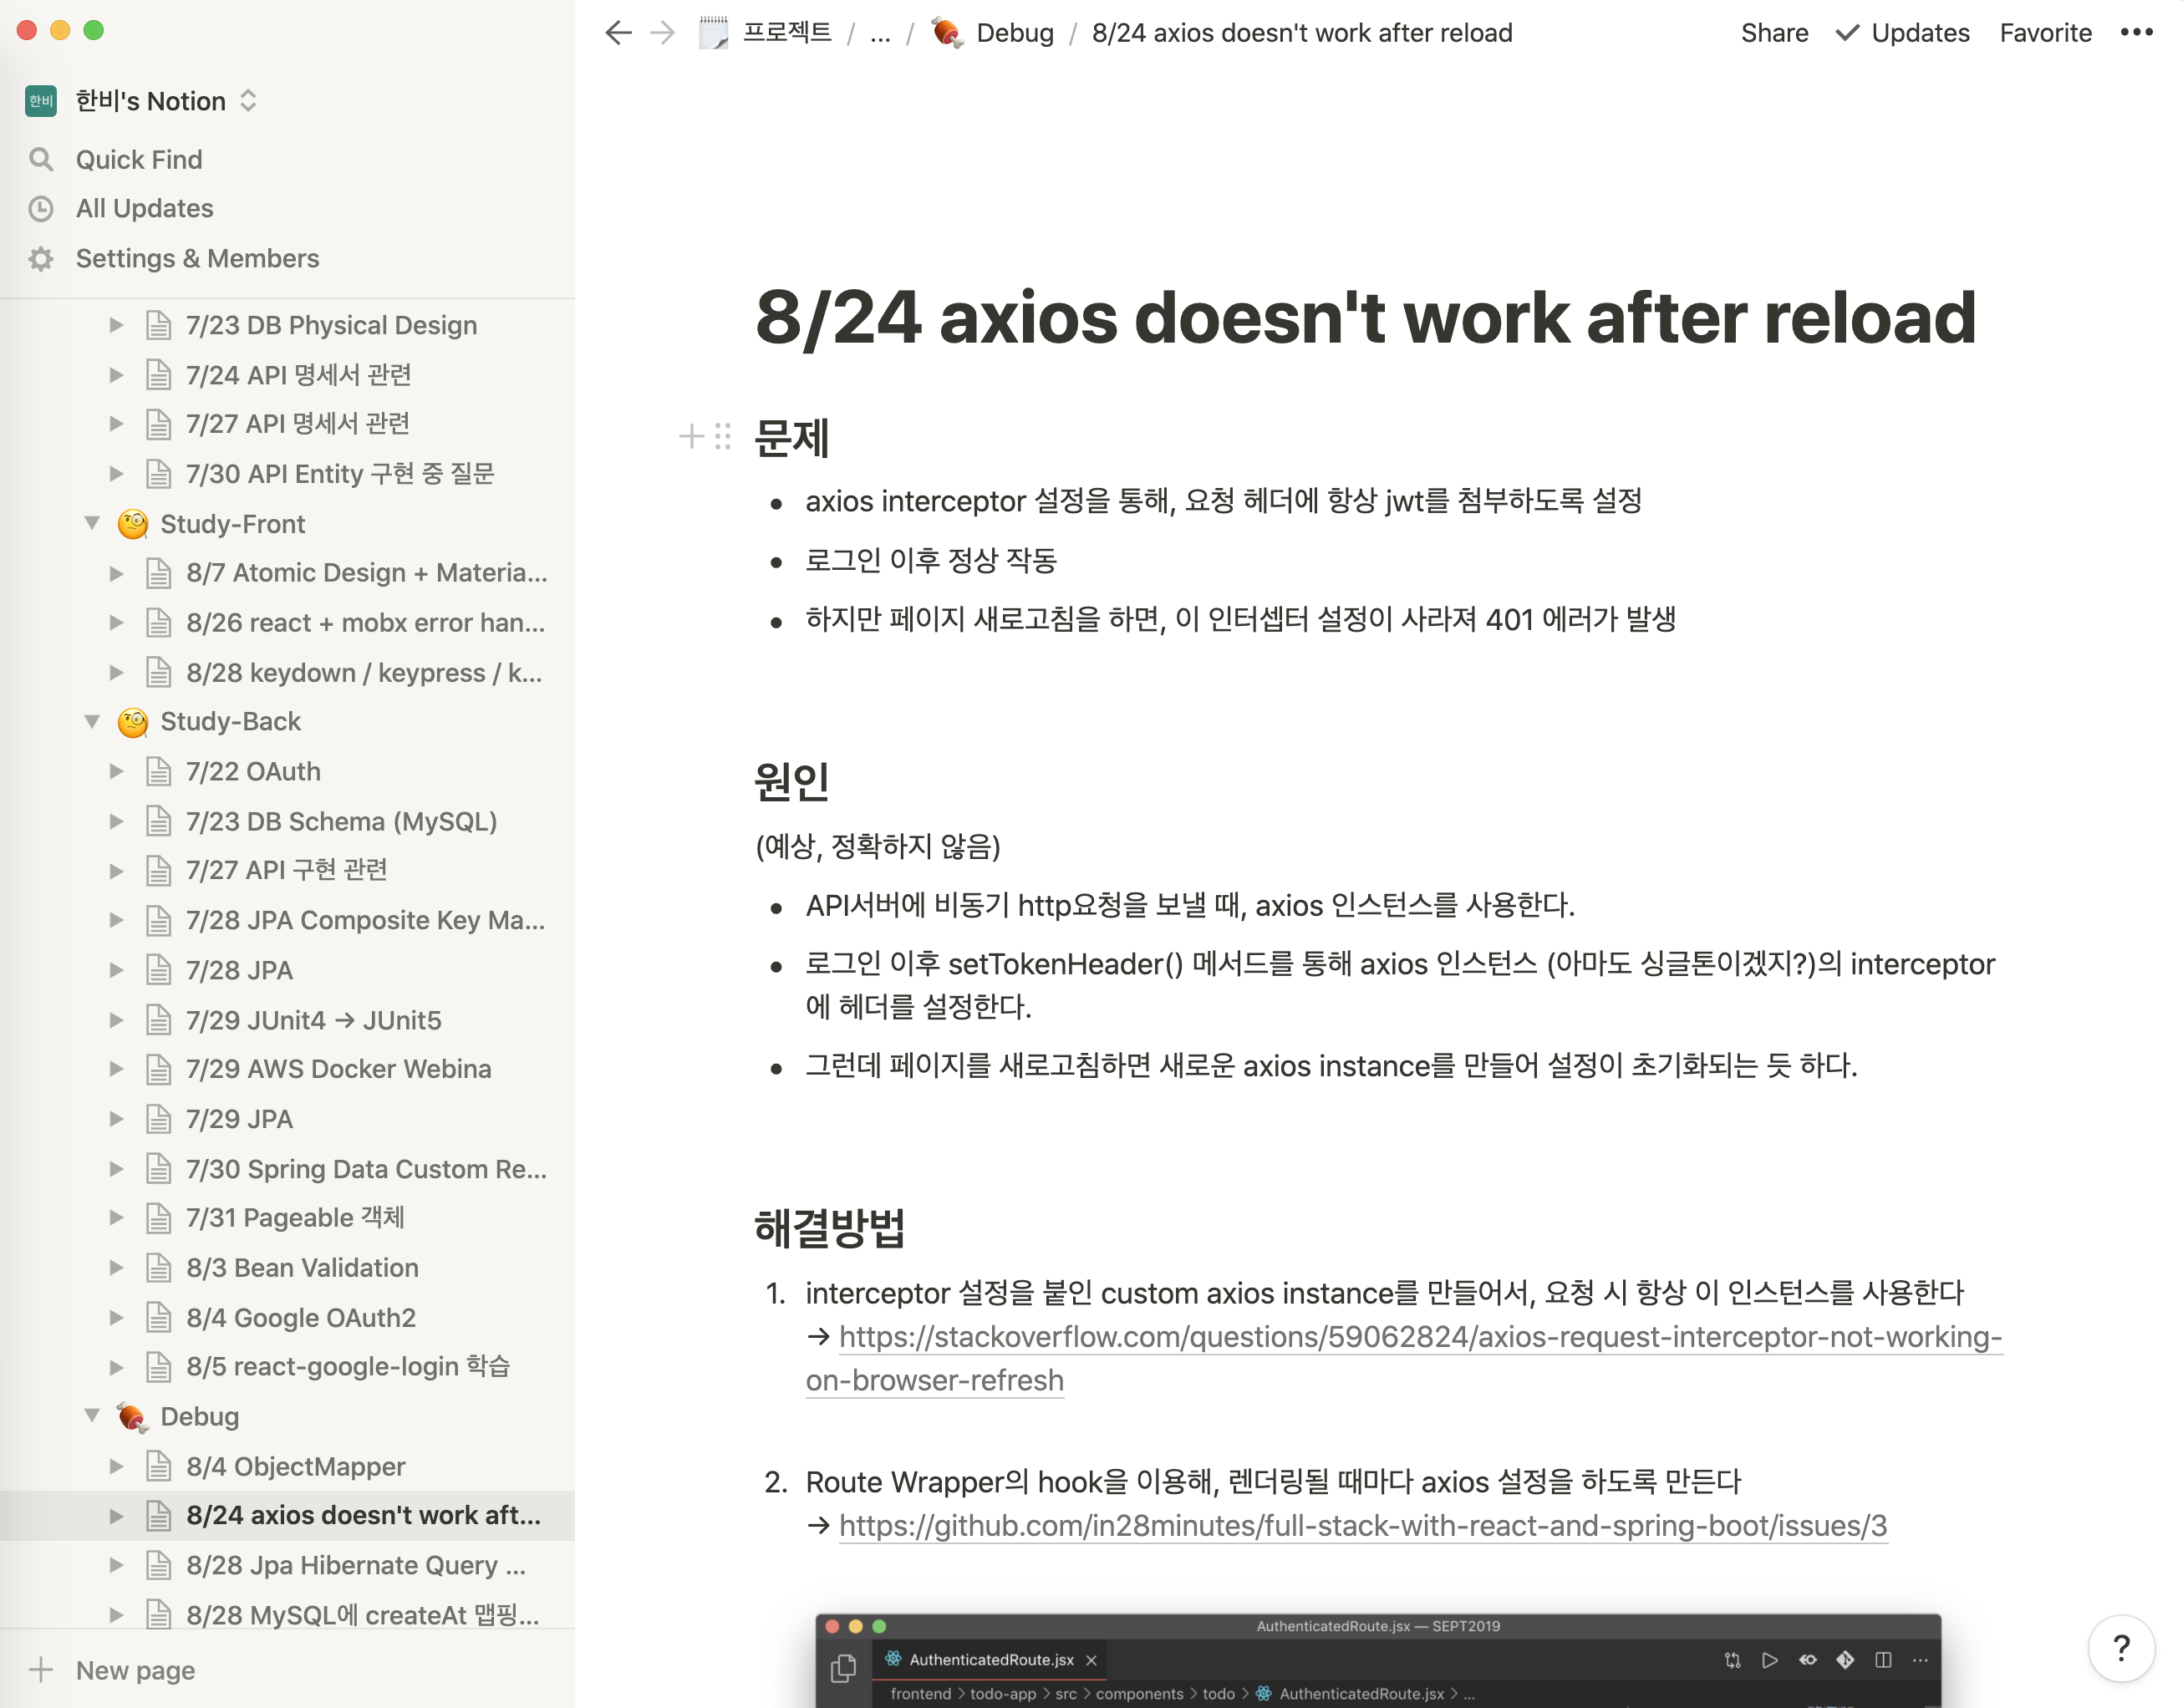 프로젝트 / ... / Debug / 8/24 axios doesn't work after reload
Share
Updates
Favorite
한비
한비's Notion
Quick Find
All Updates
Settings & Members
7/23 DB Physical Design
7/24 API 명세서 관련
7/27 API 명세서 관련
7/30 API Entity 구현 중 질문
Study-Front
8/7 Atomic Design + Materia...
8/26 react + mobx error han...
8/28 keydown / keypress / k...
Study-Back
7/22 OAuth
7/23 DB Schema (MySQL)
7/27 API 구현 관련
7/28 JPA Composite Key Ma...
7/28 JPA
7/29 JUnit4 → JUnit5
7/29 AWS Docker Webina
7/29 JPA
7/30 Spring Data Custom Re...
7/31 Pageable 객체
8/3 Bean Validation
8/4 Google OAuth2
8/5 react-google-login 학습
Debug
8/4 ObjectMapper
8/24 axios doesn't work aft...
8/28 Jpa Hibernate Query ...
8/28 MySQL에 createAt 맵핑...
New page
8/24 axios doesn't work after reload
문제
• axios interceptor 설정을 통해, 요청 헤더에 항상 jwt를 첨부하도록 설정
• 로그인 이후 정상 작동
• 하지만 페이지 새로고침을 하면, 이 인터셉터 설정이 사라져 401 에러가 발생
원인
(예상, 정확하지 않음)
• API서버에 비동기 http요청을 보낼 때, axios 인스턴스를 사용한다.
• 로그인 이후 setTokenHeader() 메서드를 통해 axios 인스턴스 (아마도 싱글톤이겠지?)의 interceptor
에 헤더를 설정한다.
• 그런데 페이지를 새로고침하면 새로운 axios instance를 만들어 설정이 초기화되는 듯 하다.
해결방법
1. interceptor 설정을 붙인 custom axios instance를 만들어서, 요청 시 항상 이 인스턴스를 사용한다
→ https://stackoverflow.com/questions/59062824/axios-request-interceptor-not-working-
on-browser-refresh
2. Route Wrapper의 hook을 이용해, 렌더링될 때마다 axios 설정을 하도록 만든다
→ https://github.com/in28minutes/full-stack-with-react-and-spring-boot/issues/3
AuthenticatedRoute.jsx — SEPT2019
AuthenticatedRoute.jsx
frontend > todo-app > src > components > todo > AuthenticatedRoute.jsx > ...
?